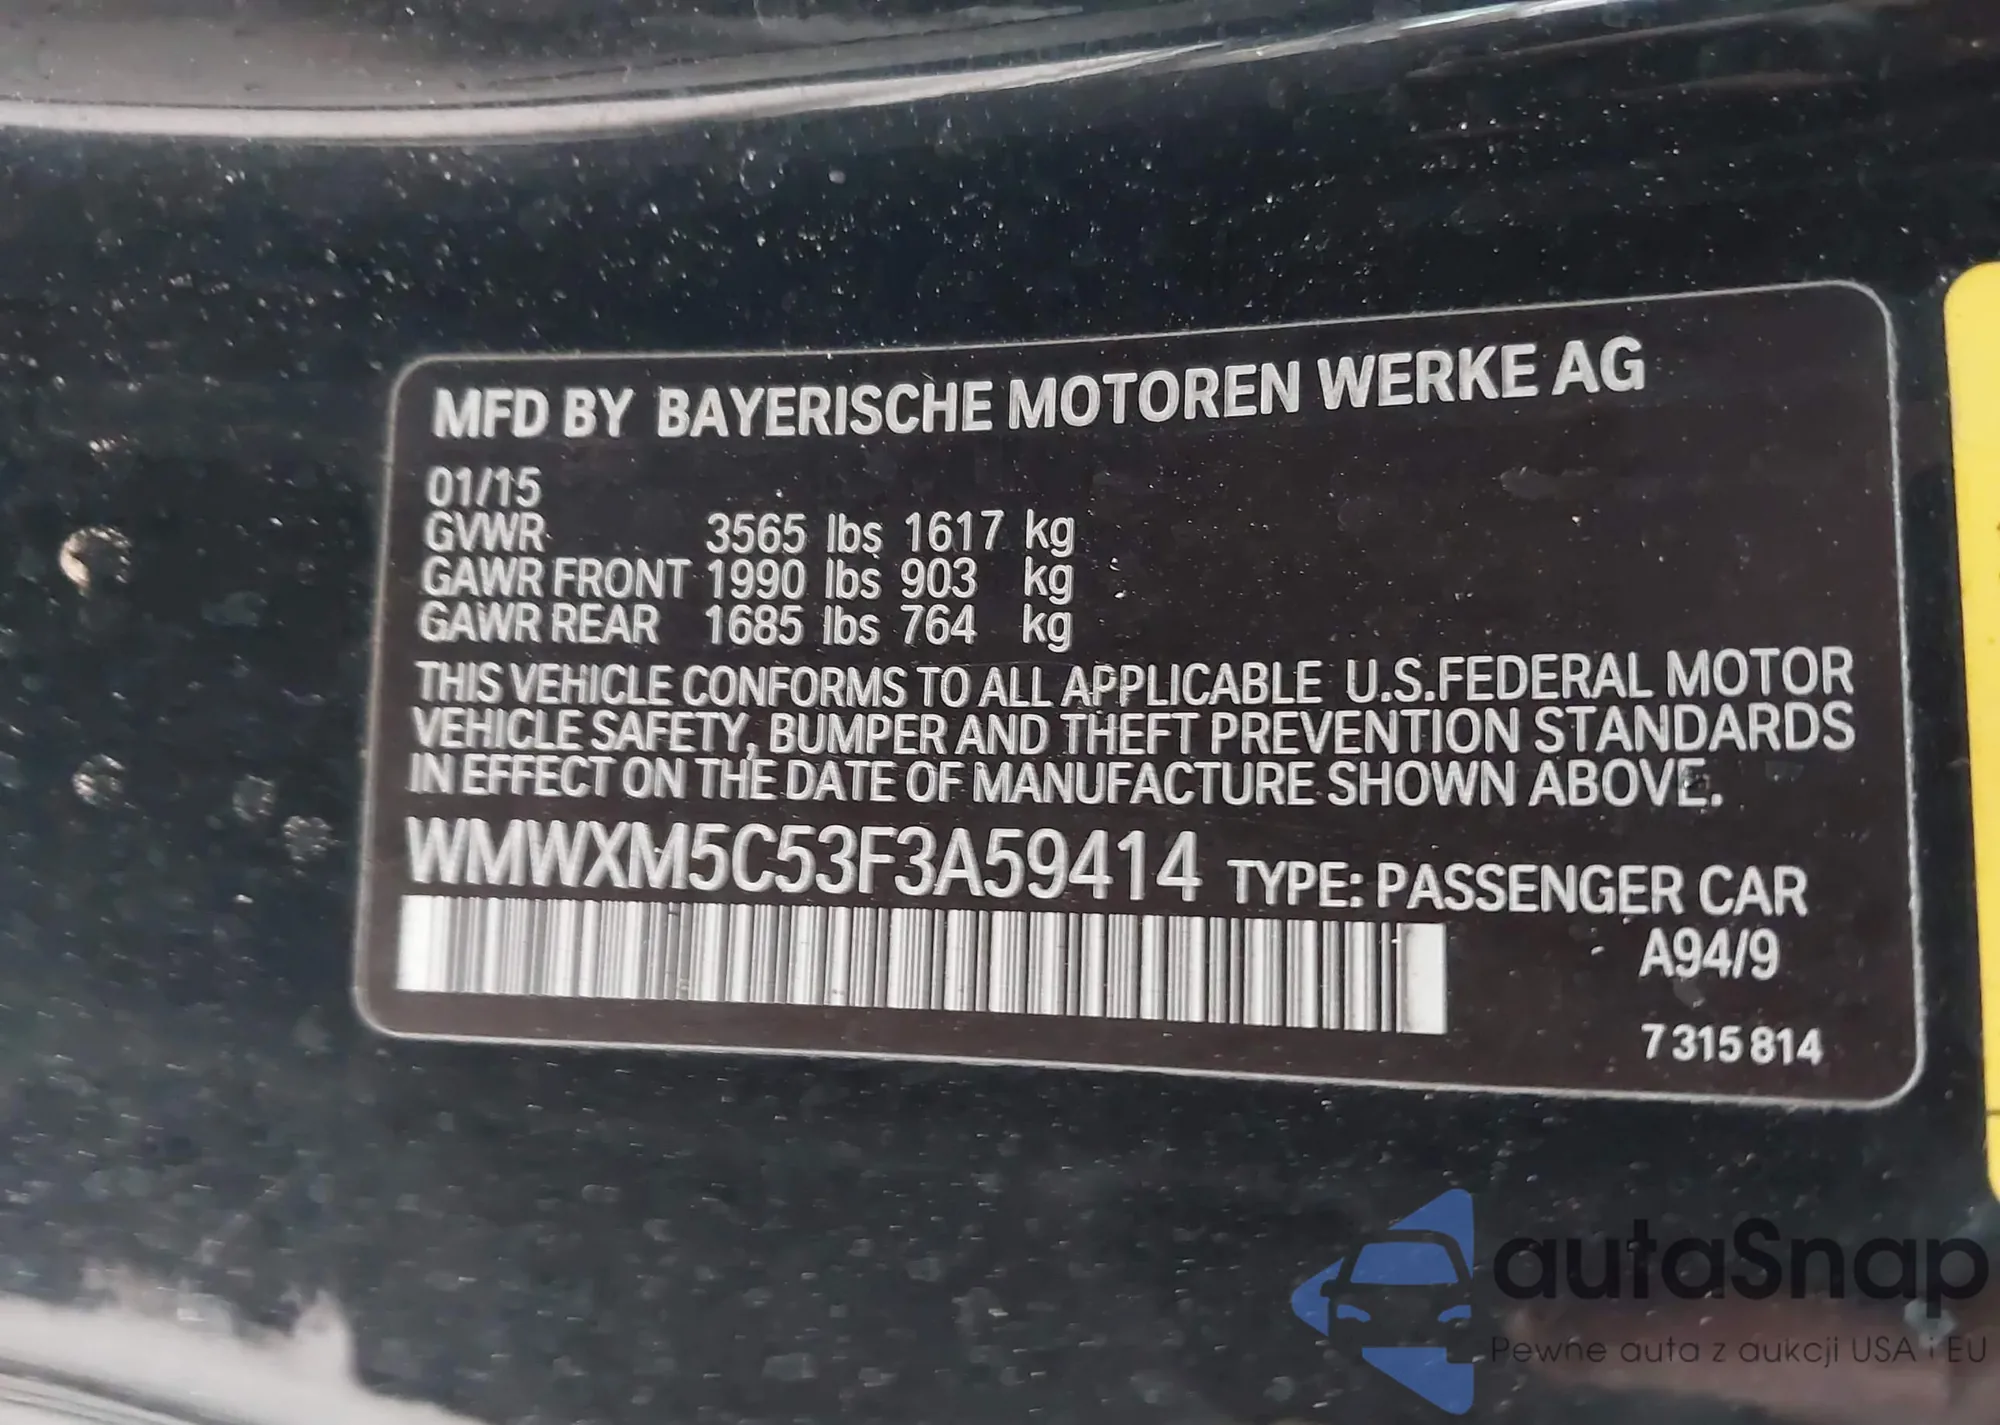 MFD BY BAYERISCHE MOTOREN WERKE AG
01/15
GVWR 3565 lbs 1617 kg
GAWR FRONT 1990 lbs 903 kg
GAWR REAR 1685 lbs 764 kg
THIS VEHICLE CONFORMS TO ALL APPLICABLE U.S.FEDERAL MOTOR
VEHICLE SAFETY, BUMPER AND THEFT PREVENTION STANDARDS
IN EFFECT ON THE DATE OF MANUFACTURE SHOWN ABOVE.
WMWXM5C53F3A59414 TYPE: PASSENGER CAR
A94/9
7 315 814
autaSnap
Pewne auta z aukcji USA i EU